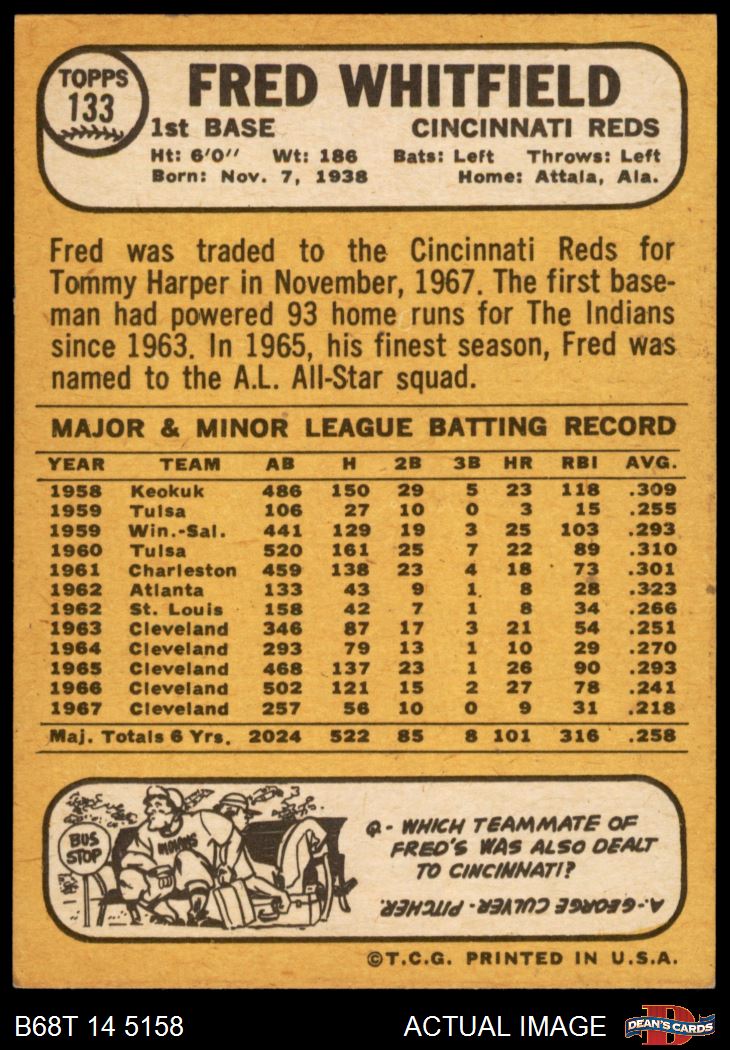 TOPPS
133
FRED WHITFIELD
1st BASE CINCINNATI REDS
Ht: 6'0" Wt: 186 Bats: Left Throws: Left
Born: Nov. 7, 1938 Home: Attala, Ala.
Fred was traded to the Cincinnati Reds for
Tommy Harper in November, 1967. The first base-
man had powered 93 home runs for The Indians
since 1963. In 1965, his finest season, Fred was
named to the A.L. All-Star squad.
MAJOR & MINOR LEAGUE BATTING RECORD
YEAR TEAM AB H 2B 3B HR RBI AVG.
1958 Keokuk 486 150 29 5 23 118 .309
1959 Tulsa 106 27 10 0 3 15 .255
1959 Win.-Sal. 441 129 19 3 25 103 .293
1960 Tulsa 520 161 25 7 22 89 .310
1961 Charleston 459 138 23 4 18 73 .301
1962 Atlanta 133 43 9 1 8 28 .323
1962 St. Louis 158 42 7 1 8 34 .266
1963 Cleveland 346 87 17 3 21 54 .251
1964 Cleveland 293 79 13 1 10 29 .270
1965 Cleveland 468 137 23 1 26 90 .293
1966 Cleveland 502 121 15 2 27 78 .241
1967 Cleveland 257 56 10 0 9 31 .218
Maj. Totals 6 Yrs. 2024 522 85 8 101 316 .258
BUS
STOP
INDIANS
Q- WHICH TEAMMATE OF
FRED'S WAS ALSO DEALT
TO CINCINNATI?
A-GEORGE CULVER-PITCHER.
©T.C.G. PRINTED IN U.S.A.
B68T 14 5158 ACTUAL IMAGE
D
DEAN'S CARDS